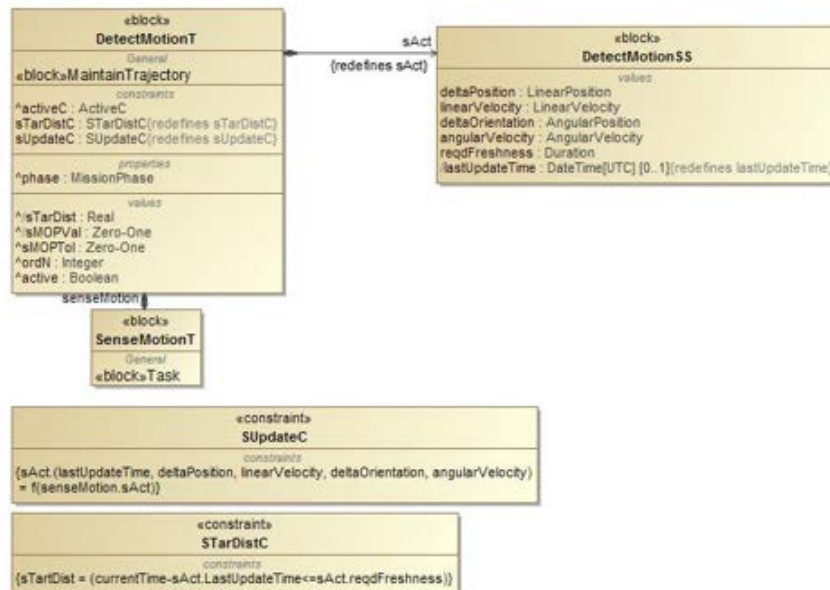 «block»
DetectMotionT
General
«block»MaintainTrajectory
constraints
^activeC : ActiveC
sTarDistC : STarDistC{redefines sTarDistC}
sUpdateC : SUpdateC{redefines sUpdateC}
properties
^phase : MissionPhase
values
^/sTarDist : Real
^/sMOPVal : Zero-One
^sMOPTol : Zero-One
^ordN : Integer
^active : Boolean
sAct
{redefines sAct}
«block»
DetectMotionSS
values
deltaPosition : LinearPosition
linearVelocity : LinearVelocity
deltaOrientation : AngularPosition
angularVelocity : AngularVelocity
reqdFreshness : Duration
/lastUpdateTime : DateTime[UTC] [0..1]{redefines lastUpdateTime}
senseMotion
«block»
SenseMotionT
General
«block»Task
«constraint»
SUpdateC
constraints
{sAct.(lastUpdateTime, deltaPosition, linearVelocity, deltaOrientation, angularVelocity)
= f(senseMotion.sAct)}
«constraint»
STarDistC
constraints
{sTartDist = (currentTime-sAct.LastUpdateTime<=sAct.reqdFreshness)}